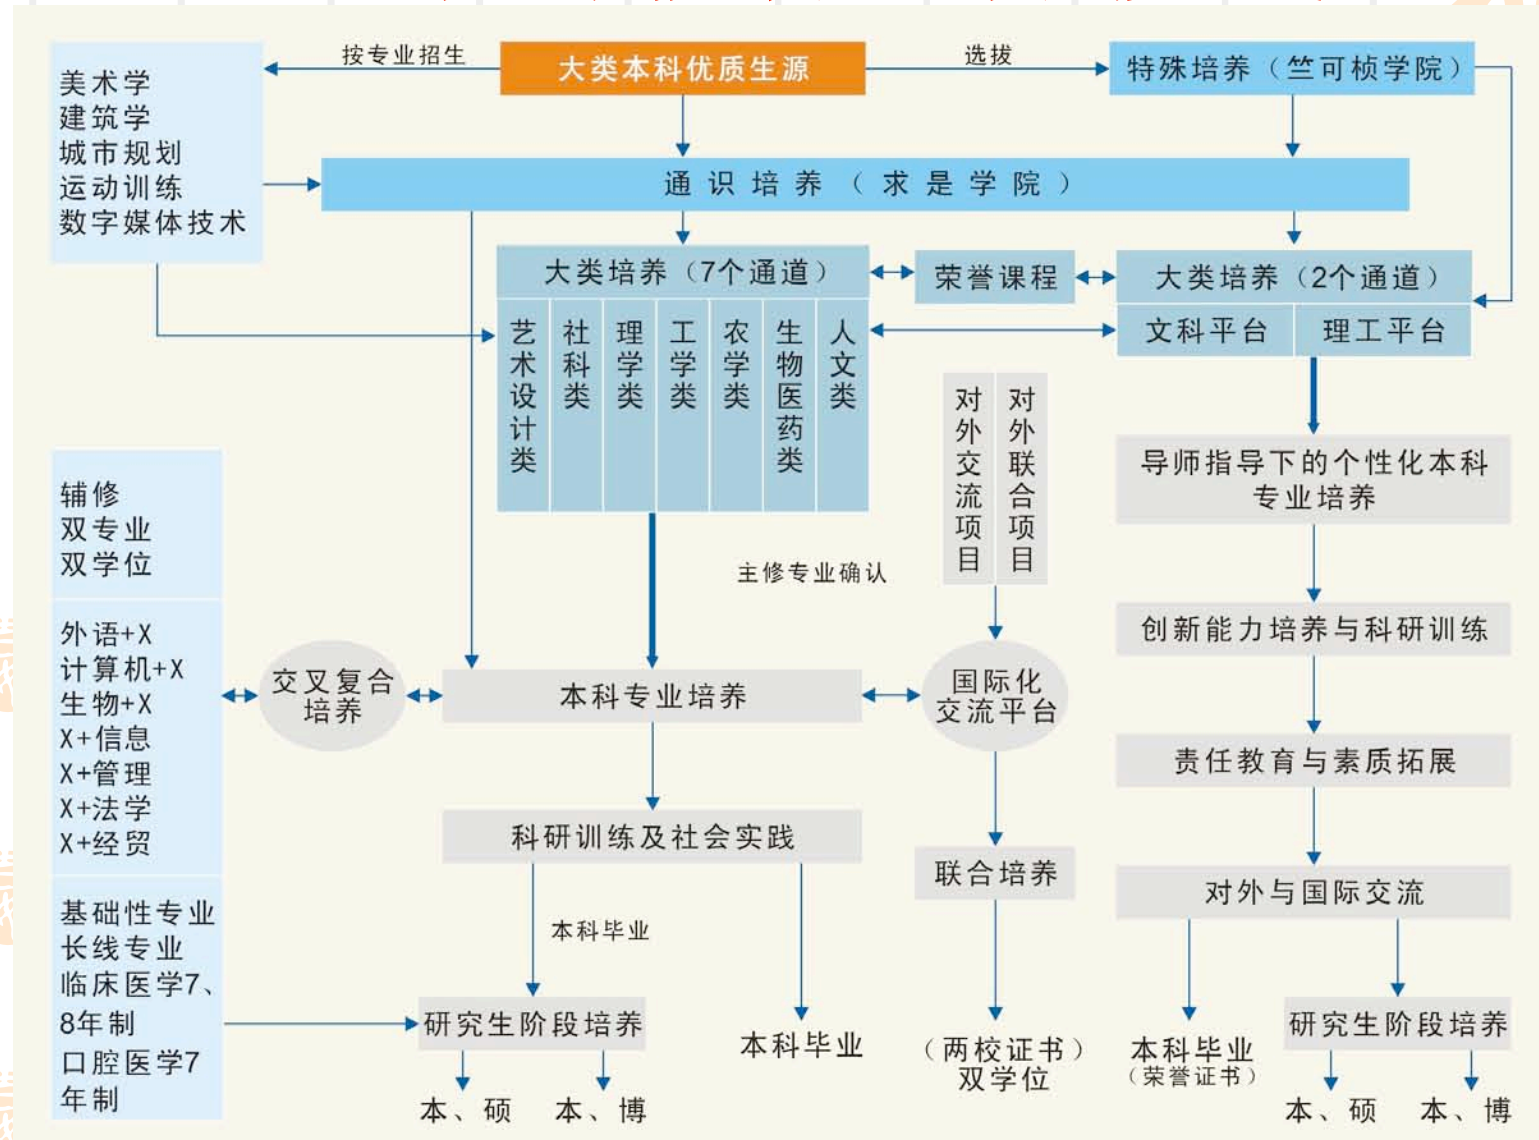 按专业招生
大类本科优质生源
选拔
特殊培养（竺可桢学院）
美术学
建筑学
城市规划
运动训练
数字媒体技术
通识培养（求是学院）
大类培养（7个通道）
荣誉课程
大类培养（2个通道）
艺术设计类
社科类
理学类
工学类
农学类
生物医药类
人文类
文科平台
理工平台
对外交流项目
对外联合项目
导师指导下的个性化本科
专业培养
辅修
双专业
双学位
主修专业确认
创新能力培养与科研训练
外语+X
计算机+X
生物+X
X+信息
X+管理
X+法学
X+经贸
交叉复合
培养
本科专业培养
国际化
交流平台
责任教育与素质拓展
科研训练及社会实践
联合培养
对外与国际交流
基础性专业
长线专业
临床医学7、
8年制
口腔医学7
年制
本科毕业
研究生阶段培养
本科毕业
（两校证书）
双学位
本科毕业
（荣誉证书）
研究生阶段培养
本、硕
本、博
本、硕
本、博